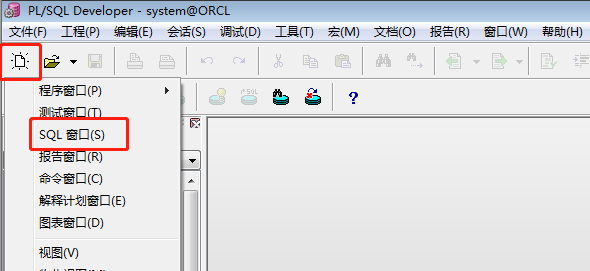 PL/SQL Developer - system@ORCL
文件(F) 工程(P) 编辑(E) 会话(S) 调试(D) 工具(T) 宏(M) 文档(O) 报告(R) 窗口(W) 帮助(H)
SQL
?
程序窗口(P)
测试窗口(T)
SQL 窗口(S)
报告窗口(R)
命令窗口(C)
解释计划窗口(E)
图表窗口(D)
视图(V)